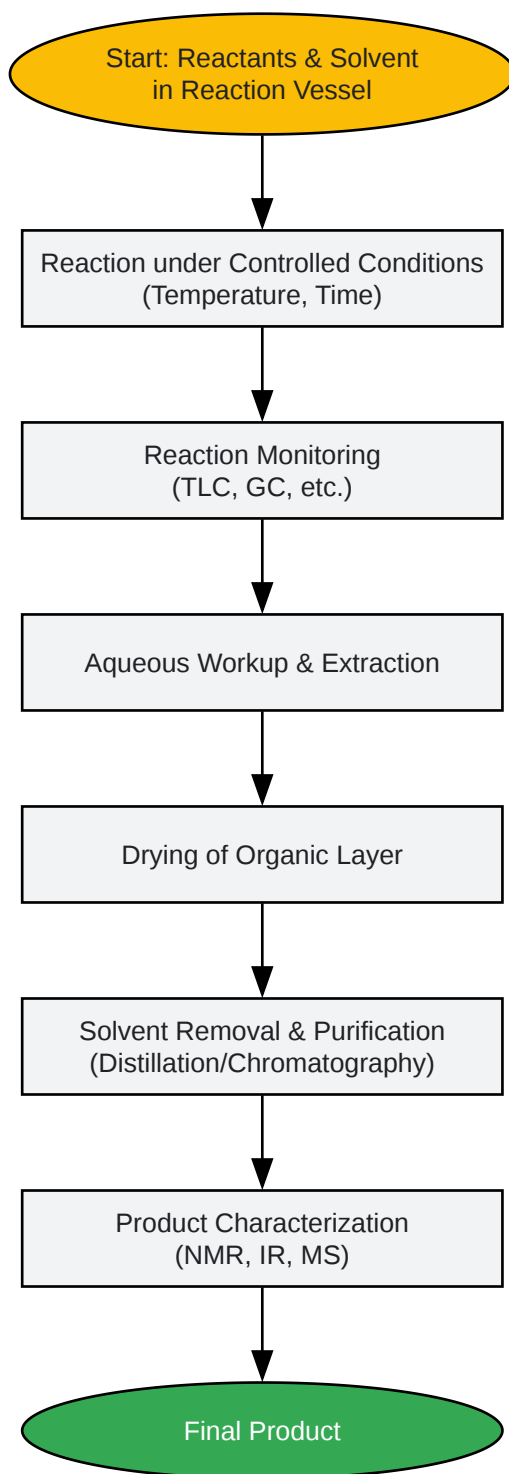 Start: Reactants & Solvent
in Reaction Vessel
Reaction under Controlled Conditions
(Temperature, Time)
Reaction Monitoring
(TLC, GC, etc.)
Aqueous Workup & Extraction
Drying of Organic Layer
Solvent Removal & Purification
(Distillation/Chromatography)
Product Characterization
(NMR, IR, MS)
Final Product